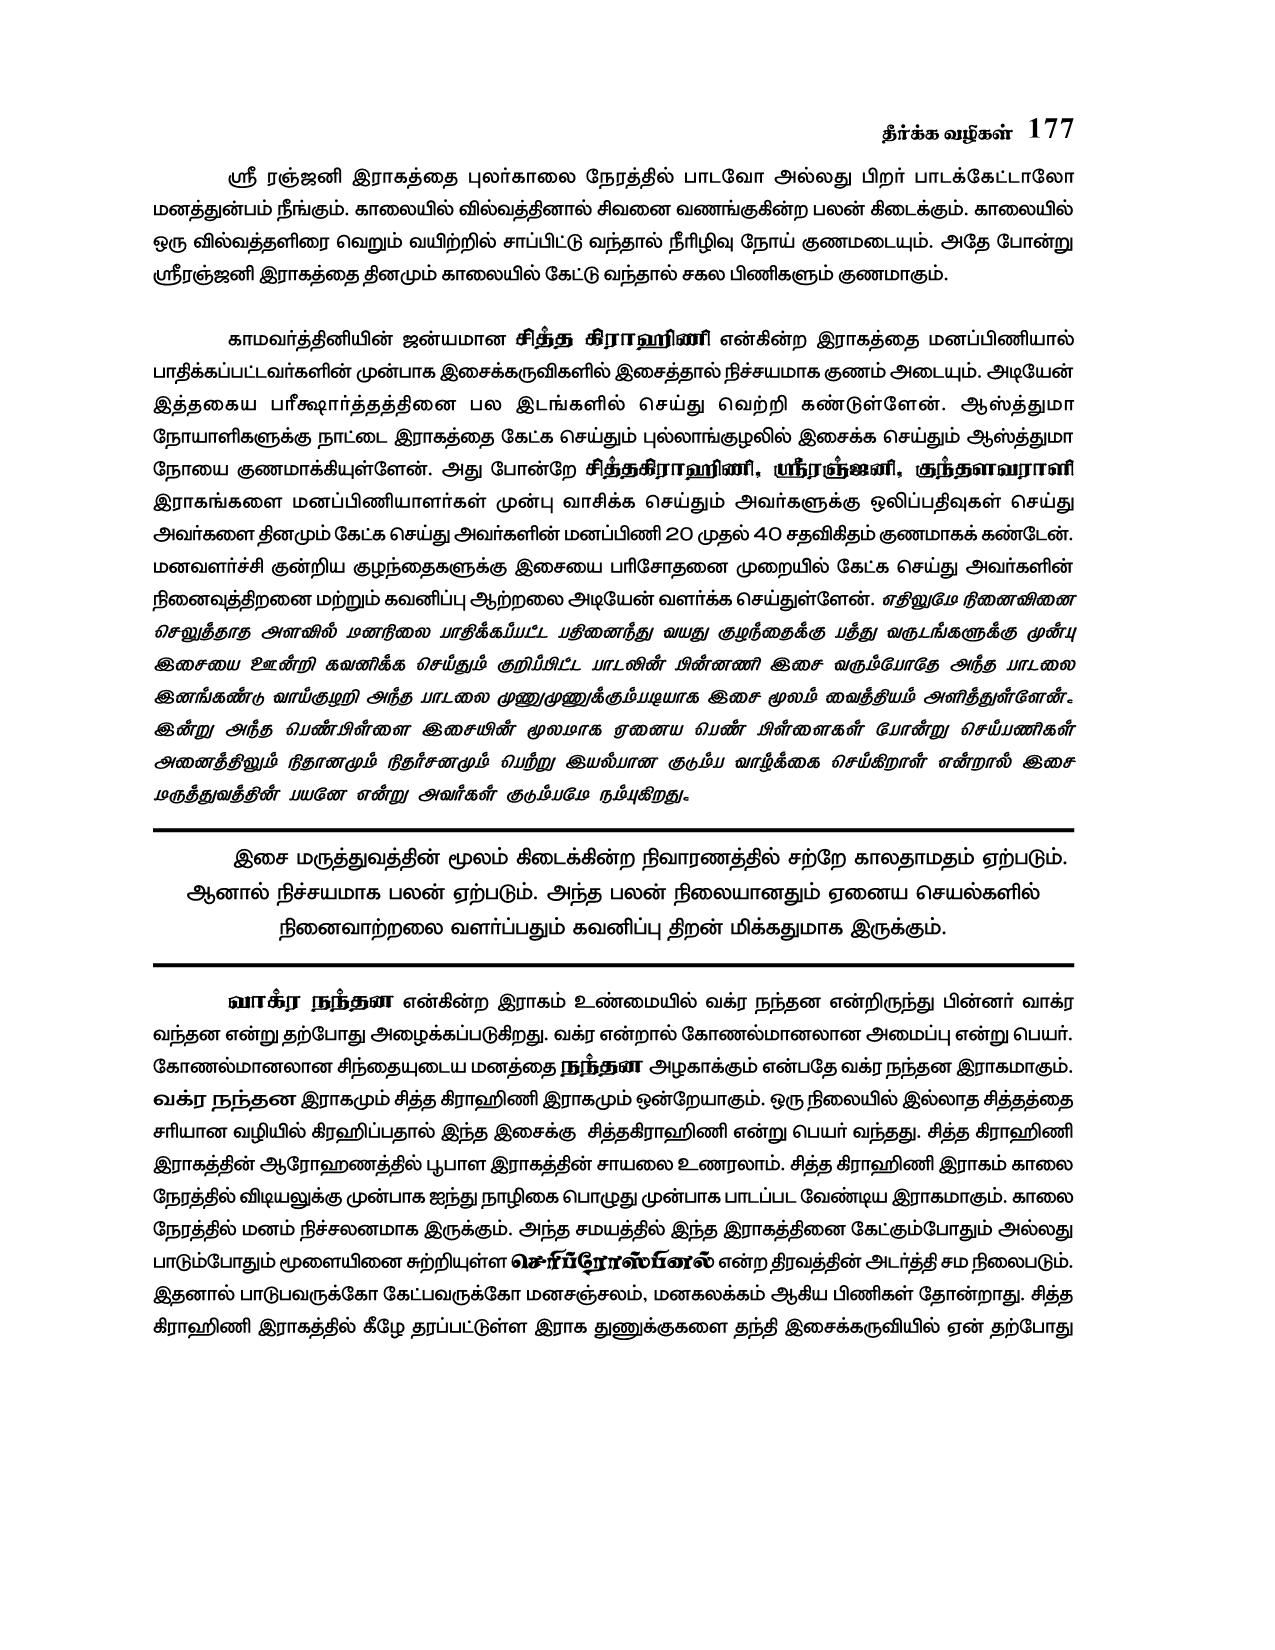 தீர்க்க வழிகள் 177
ஸ்ரீ ரஞ்ஜனி இராகத்தை புலர்காலை நேரத்தில் பாடவோ அல்லது பிறர் பாடக்கேட்டாலோ
மனத்துன்பம் நீங்கும். காலையில் வில்வத்தினால் சிவனை வணங்குகின்ற பலன் கிடைக்கும். காலையில்
ஒரு வில்வத்தளிரை வெறும் வயிற்றில் சாப்பிட்டு வந்தால் நீரிழிவு நோய் குணமடையும். அதே போன்று
ஸ்ரீரஞ்ஜனி இராகத்தை தினமும் காலையில் கேட்டு வந்தால் சகல பிணிகளும் குணமாகும்.
காமவர்த்தினியின் ஜன்யமான சித்த கிராஹிணி என்கின்ற இராகத்தை மனப்பிணியால்
பாதிக்கப்பட்டவர்களின் முன்பாக இசைக்கருவிகளில் இசைத்தால் நிச்சயமாக குணம் அடையும். அடியேன்
இத்தகைய பரீக்ஷார்த்தத்தினை பல இடங்களில் செய்து வெற்றி கண்டுள்ளேன். ஆஸ்த்துமா
நோயாளிகளுக்கு நாட்டை இராகத்தை கேட்க செய்தும் புல்லாங்குழலில் இசைக்க செய்தும் ஆஸ்த்துமா
நோயை குணமாக்கியுள்ளேன். அது போன்றே சித்தகிராஹிணி, ஸ்ரீரஞ்ஜனி, குந்தளவராளி
இராகங்களை மனப்பிணியாளர்கள் முன்பு வாசிக்க செய்தும் அவர்களுக்கு ஒலிப்பதிவுகள் செய்து
அவர்களை தினமும் கேட்க செய்து அவர்களின் மனப்பிணி 20 முதல் 40 சதவிகிதம் குணமாகக் கண்டேன்.
மனவளர்ச்சி குன்றிய குழந்தைகளுக்கு இசையை பரிசோதனை முறையில் கேட்க செய்து அவர்களின்
நினைவுத்திறனை மற்றும் கவனிப்பு ஆற்றலை அடியேன் வளர்க்க செய்துள்ளேன். எதிலுமே நினைவினை
செலுத்தாத அளவில் மனநிலை பாதிக்கப்பட்ட பதினைந்து வயது குழந்தைக்கு பத்து வருடங்களுக்கு முன்பு
இசையை ஊன்றி கவனிக்க செய்தும் குறிப்பிட்ட பாடலின் பின்னணி இசை வரும்போதே அந்த பாடலை
இனங்கண்டு வாய்குழறி அந்த பாடலை முணுமுணுக்கும்படியாக இசை மூலம் வைத்தியம் அளித்துள்ளேன்.
இன்று அந்த பெண்பிள்ளை இசையின் மூலமாக ஏனைய பெண் பிள்ளைகள் போன்று செய்பணிகள்
அனைத்திலும் நிதானமும் நிதர்சனமும் பெற்று இயல்பான குடும்ப வாழ்க்கை செய்கிறாள் என்றால் இசை
மருத்துவத்தின் பயனே என்று அவர்கள் குடும்பமே நம்புகிறது.
இசை மருத்துவத்தின் மூலம் கிடைக்கின்ற நிவாரணத்தில் சற்றே காலதாமதம் ஏற்படும்.
ஆனால் நிச்சயமாக பலன் ஏற்படும். அந்த பலன் நிலையானதும் ஏனைய செயல்களில்
நினைவாற்றலை வளர்ப்பதும் கவனிப்பு திறன் மிக்கதுமாக இருக்கும்.
வாக்ர நந்தன என்கின்ற இராகம் உண்மையில் வக்ர நந்தன என்றிருந்து பின்னர் வாக்ர
வந்தன என்று தற்போது அழைக்கப்படுகிறது. வக்ர என்றால் கோணல்மானலான அமைப்பு என்று பெயர்.
கோணல்மானலான சிந்தையுடைய மனத்தை நந்தன அழகாக்கும் என்பதே வக்ர நந்தன இராகமாகும்.
வக்ர நந்தன இராகமும் சித்த கிராஹிணி இராகமும் ஒன்றேயாகும். ஒரு நிலையில் இல்லாத சித்தத்தை
சரியான வழியில் கிரஹிப்பதால் இந்த இசைக்கு சித்தகிராஹிணி என்று பெயர் வந்தது. சித்த கிராஹிணி
இராகத்தின் ஆரோஹணத்தில் பூபாள இராகத்தின் சாயலை உணரலாம். சித்த கிராஹிணி இராகம் காலை
நேரத்தில் விடியலுக்கு முன்பாக ஐந்து நாழிகை பொழுது முன்பாக பாடப்பட வேண்டிய இராகமாகும். காலை
நேரத்தில் மனம் நிச்சலனமாக இருக்கும். அந்த சமயத்தில் இந்த இராகத்தினை கேட்கும்போதும் அல்லது
பாடும்போதும் மூளையினை சுற்றியுள்ள செரிப்ரோஸ்பினல் என்ற திரவத்தின் அடர்த்தி சம நிலைபடும்.
இதனால் பாடுபவருக்கோ கேட்பவருக்கோ மனசஞ்சலம், மனகலக்கம் ஆகிய பிணிகள் தோன்றாது. சித்த
கிராஹிணி இராகத்தில் கீழே தரப்பட்டுள்ள இராக துணுக்குகளை தந்தி இசைக்கருவியில் ஏன் தற்போது